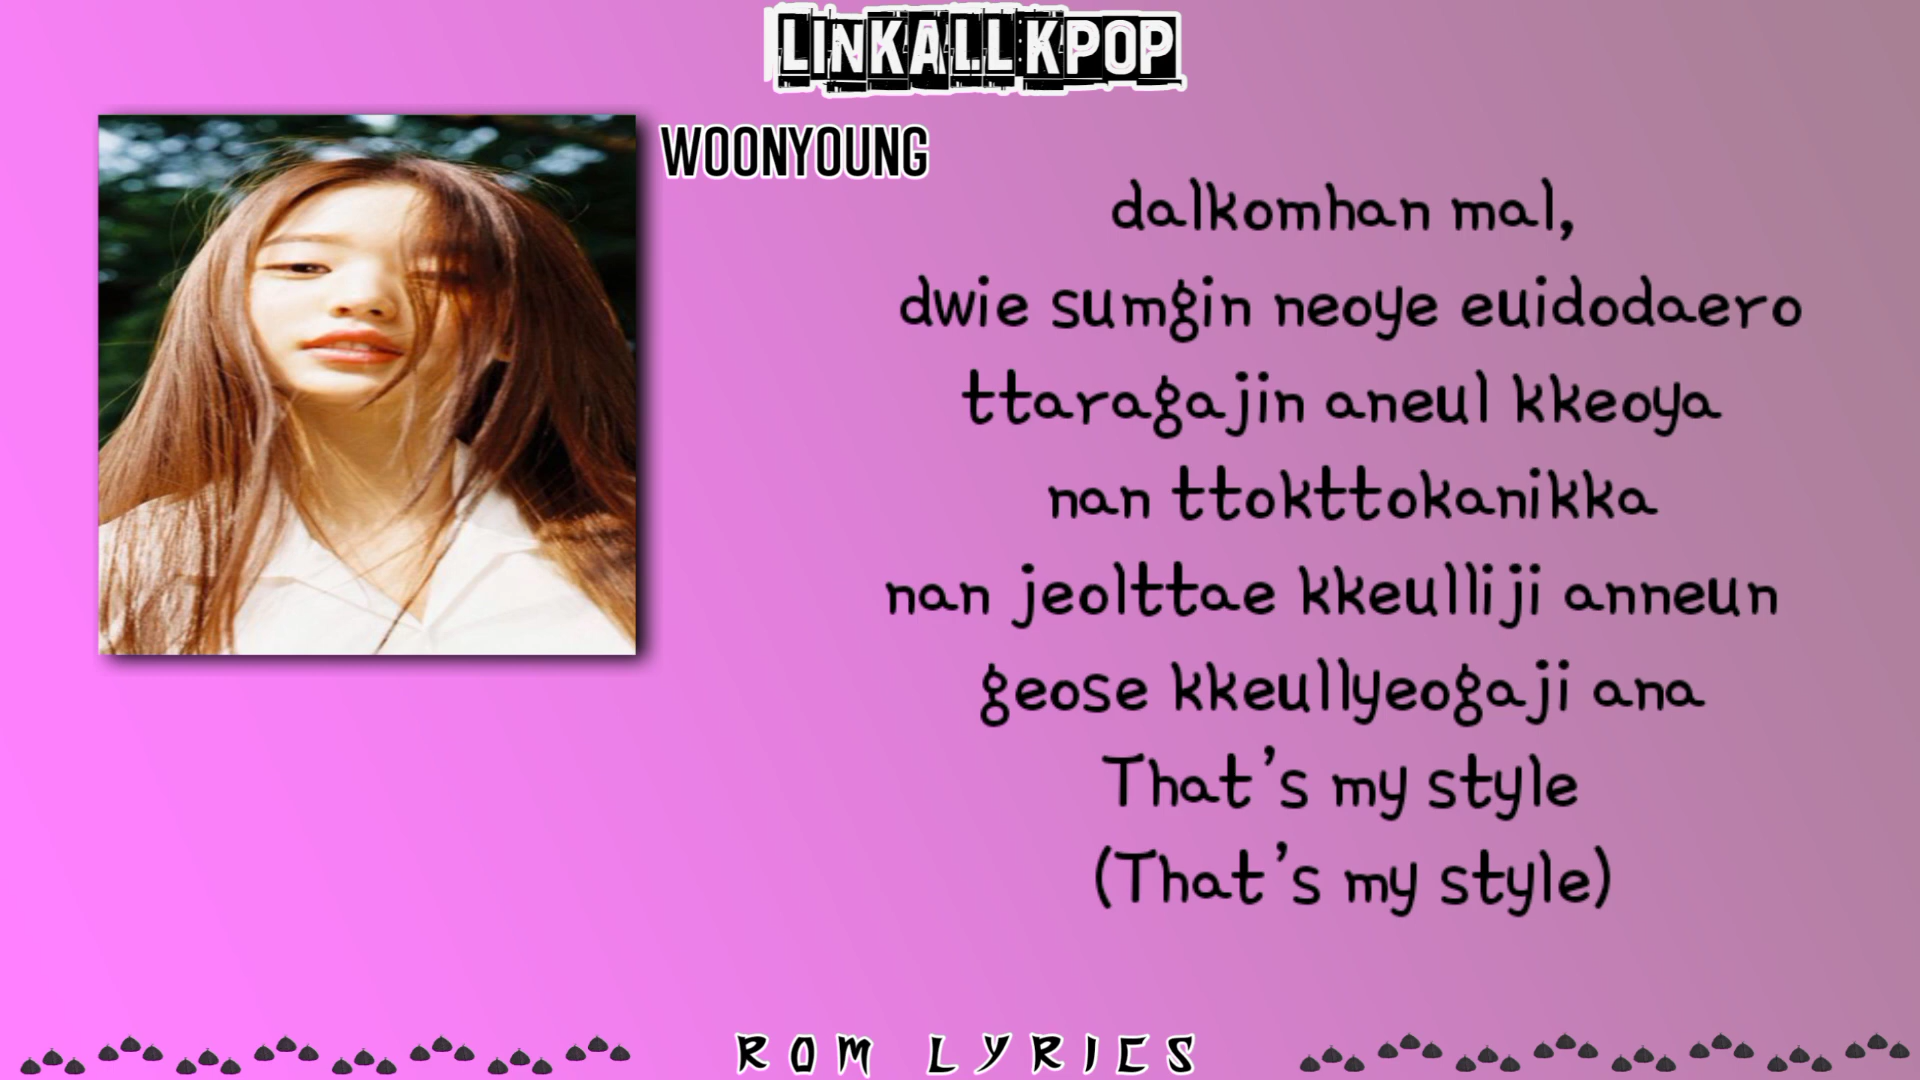 LINKALLKPOP
WOONYOUNG
dalkomhan mal,
dwie sumgin neoye euidodaero
ttaragajin aneul kkeoya
nan ttokttokanikka
nan jeolttae kkeulliji anneun
geose kkeullyeogaji ana
That's my style
(That's my style)
ROM LYRICS